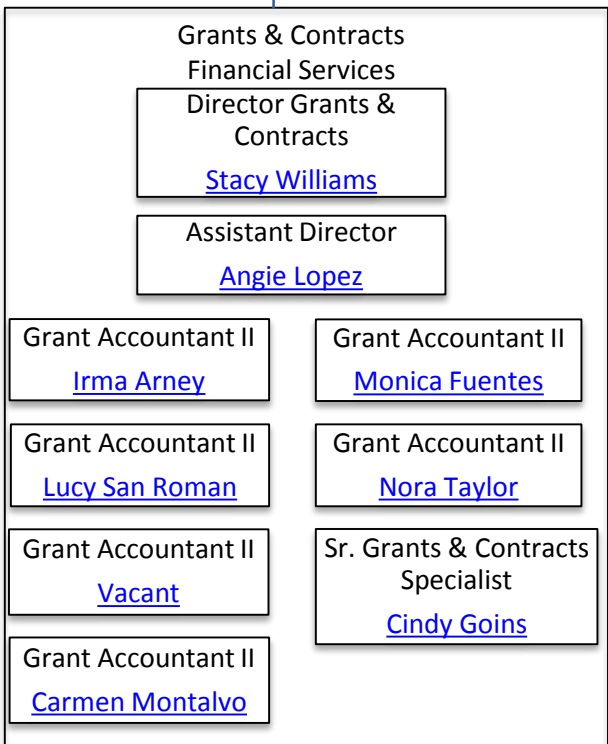 Grants & Contracts
Financial Services
Director Grants &
Contracts
Stacy Williams
Assistant Director
Angie Lopez
Grant Accountant II
Irma Arney
Grant Accountant II
Monica Fuentes
Grant Accountant II
Lucy San Roman
Grant Accountant II
Nora Taylor
Grant Accountant II
Vacant
Sr. Grants & Contracts
Specialist
Cindy Goins
Grant Accountant II
Carmen Montalvo